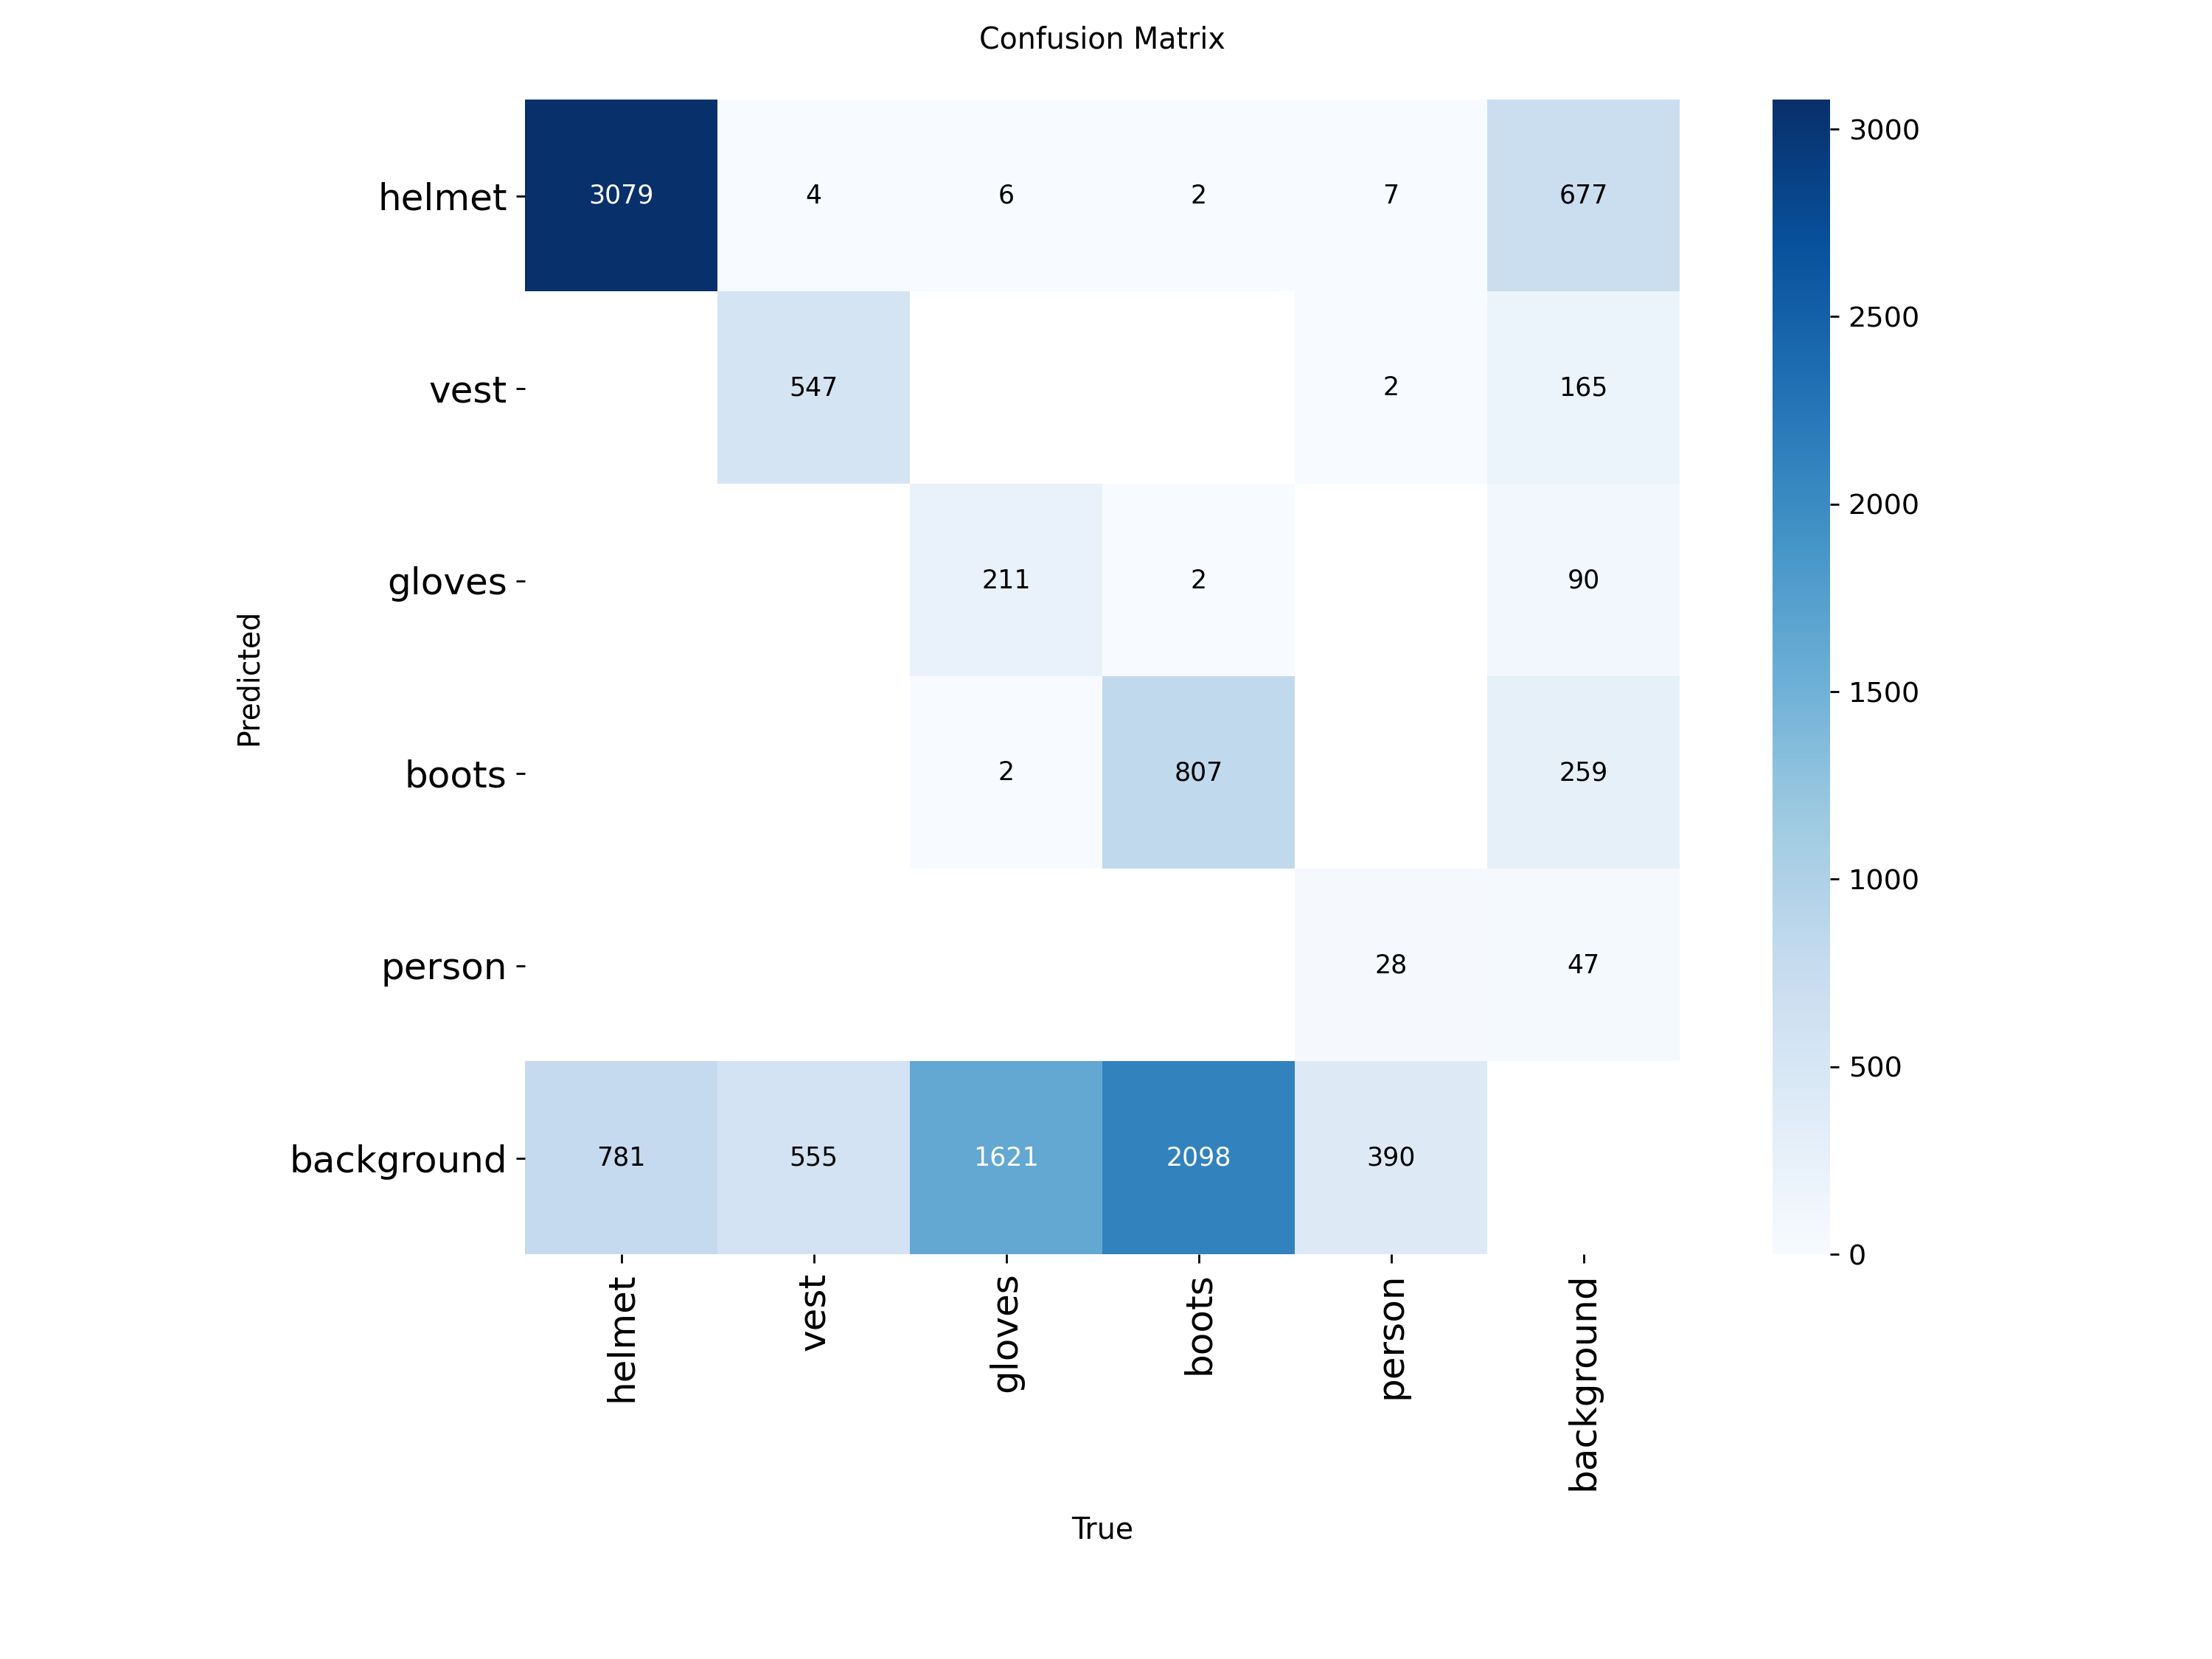 Confusion Matrix
helmet 3079 4 6 2 7 677
vest 547 2 165
gloves 211 2 90
boots 2 807 259
person 28 47
background 781 555 1621 2098 390
helmet vest gloves boots person background
Predicted
True
3000
2500
2000
1500
1000
500
0